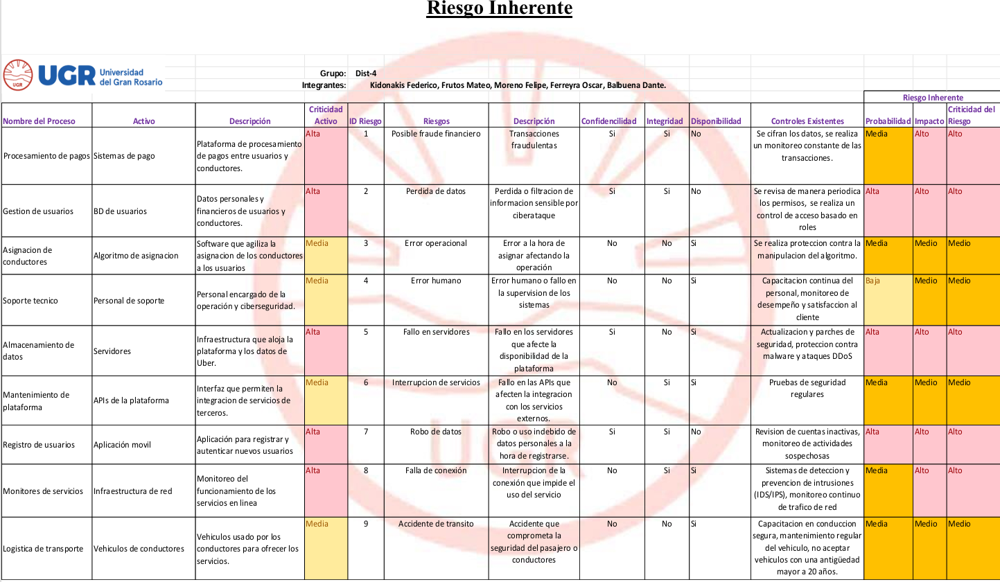 Riesgo Inherente
UGR
UGR Universidad
del Gran Rosario
Grupo: Dist-4
Integrantes: Kidonakis Federico, Frutos Mateo, Moreno Felipe, Ferreyra Oscar, Balbuena Dante.
Riesgo Inherente
Nombre del Proceso Activo Descripción Criticidad Activo ID Riesgo Riesgos Descripción Confidencilidad Integridad Disponibilidad Controles Existentes Probabilidad Impacto Criticidad del Riesgo
Procesamiento de pagos Sistemas de pago Plataforma de procesamiento de pagos entre usuarios y conductores. Alta 1 Posible fraude financiero Transacciones fraudulentas Si Si No Se cifran los datos, se realiza un monitoreo constante de las transacciones. Media Alto Alto
Gestion de usuarios BD de usuarios Datos personales y financieros de usuarios y conductores. Alta 2 Perdida de datos Perdida o filtracion de informacion sensible por ciberataque Si Si No Se revisa de manera periodica los permisos, se realiza un control de acceso basado en roles Alta Alto Alto
Asignacion de conductores Algoritmo de asignacion Software que agiliza la asignacion de los conductores a los usuarios Media 3 Error operacional Error a la hora de asignar afectando la operación No No Si Se realiza proteccion contra la manipulacion del algoritmo. Media Medio Medio
Soporte tecnico Personal de soporte Personal encargado de la operación y ciberseguridad. Media 4 Error humano Error humano o fallo en la supervision de los sistemas No No Si Capacitacion continua del personal, monitoreo de desempeño y satisfaccion al cliente Baja Medio Medio
Almacenamiento de datos Servidores Infraestructura que aloja la plataforma y los datos de Uber. Alta 5 Fallo en servidores Fallo en los servidores que afecte la disponibilidad de la plataforma Si No Si Actualizacion y parches de seguridad, proteccion contra malware y ataques DDoS Alta Alto Alto
Mantenimiento de plataforma APIs de la plataforma Interfaz que permiten la integracion de servicios de terceros. Media 6 Interrupcion de servicios Fallo en las APIs que afecten la integracion con los servicios externos. No Si Si Pruebas de seguridad regulares Media Medio Medio
Registro de usuarios Aplicación movil Aplicación para registrar y autenticar nuevos usuarios Alta 7 Robo de datos Robo o uso indebido de datos personales a la hora de registrarse. Si Si No Revision de cuentas inactivas, monitoreo de actividades sospechosas Alta Alto Alto
Monitores de servicios Infraestructura de red Monitoreo del funcionamiento de los servicios en linea Alta 8 Falla de conexión Interrupcion de la conexión que impide el uso del servicio No Si Si Sistemas de deteccion y prevencion de intrusiones (IDS/IPS), monitoreo continuo de trafico de red Media Alto Alto
Logistica de transporte Vehiculos de conductores Vehiculos usado por los conductores para ofrecer los servicios. Media 9 Accidente de transito Accidente que comprometa la seguridad del pasajero o conductores No No Si Capacitacion en conduccion segura, mantenimiento regular del vehiculo, no aceptar vehiculos con una antigüedad mayor a 20 años. Media Medio Medio
UGR